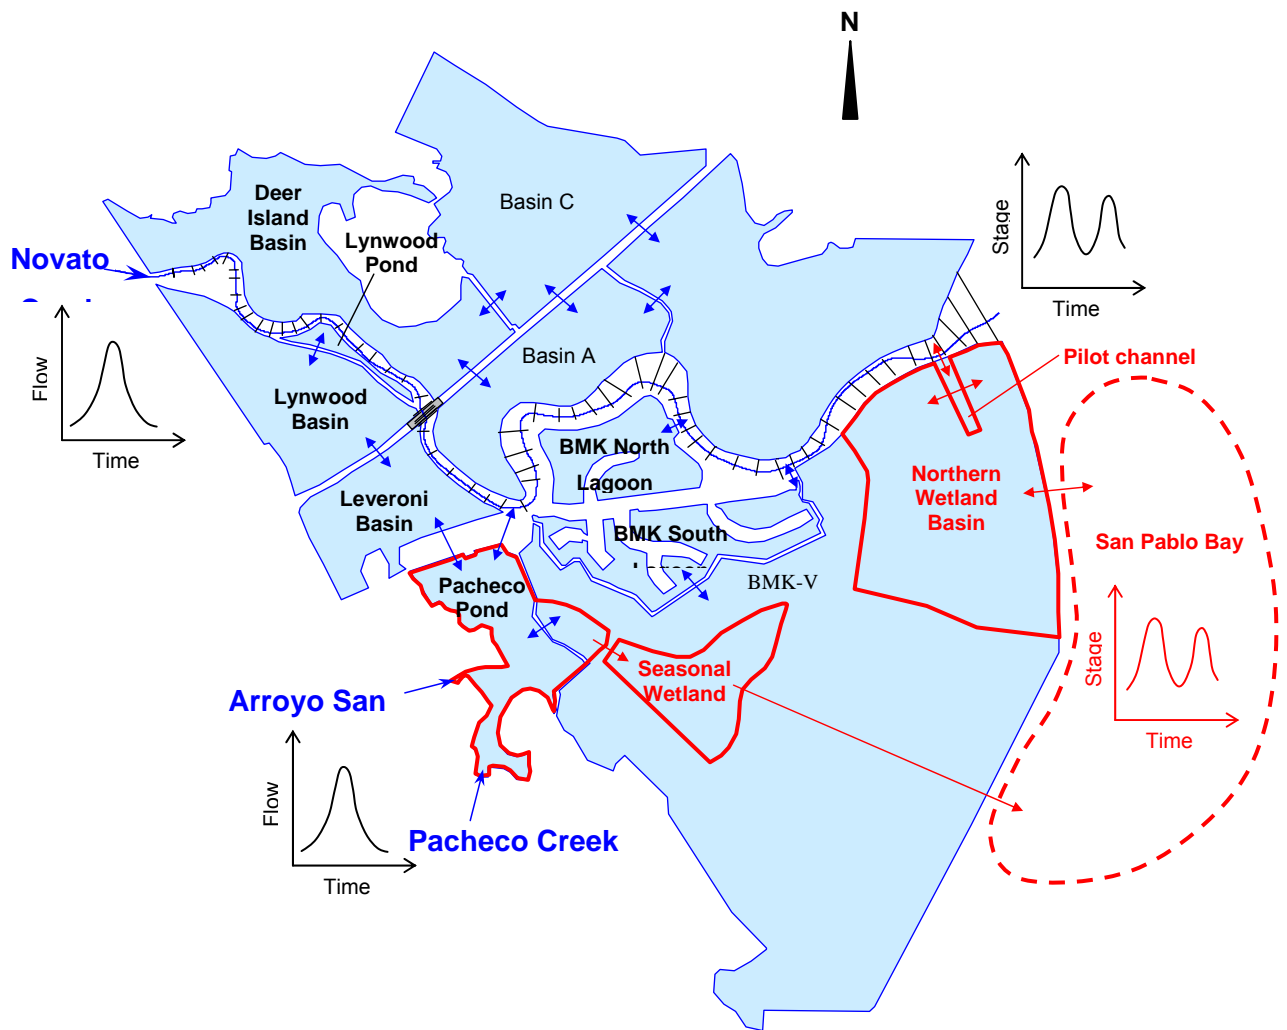 N
Deer
Island
Basin
Basin C
Lynwood
Pond
Novato
Stage
Time
Flow
Time
Basin A
Pilot channel
Lynwood
Basin
BMK North
Lagoon
Northern
Wetland
Basin
Leveroni
Basin
BMK South
San Pablo Bay
Pacheco
Pond
BMK-V
Stage
Time
Seasonal
Wetland
Arroyo San
Flow
Time
Pacheco Creek